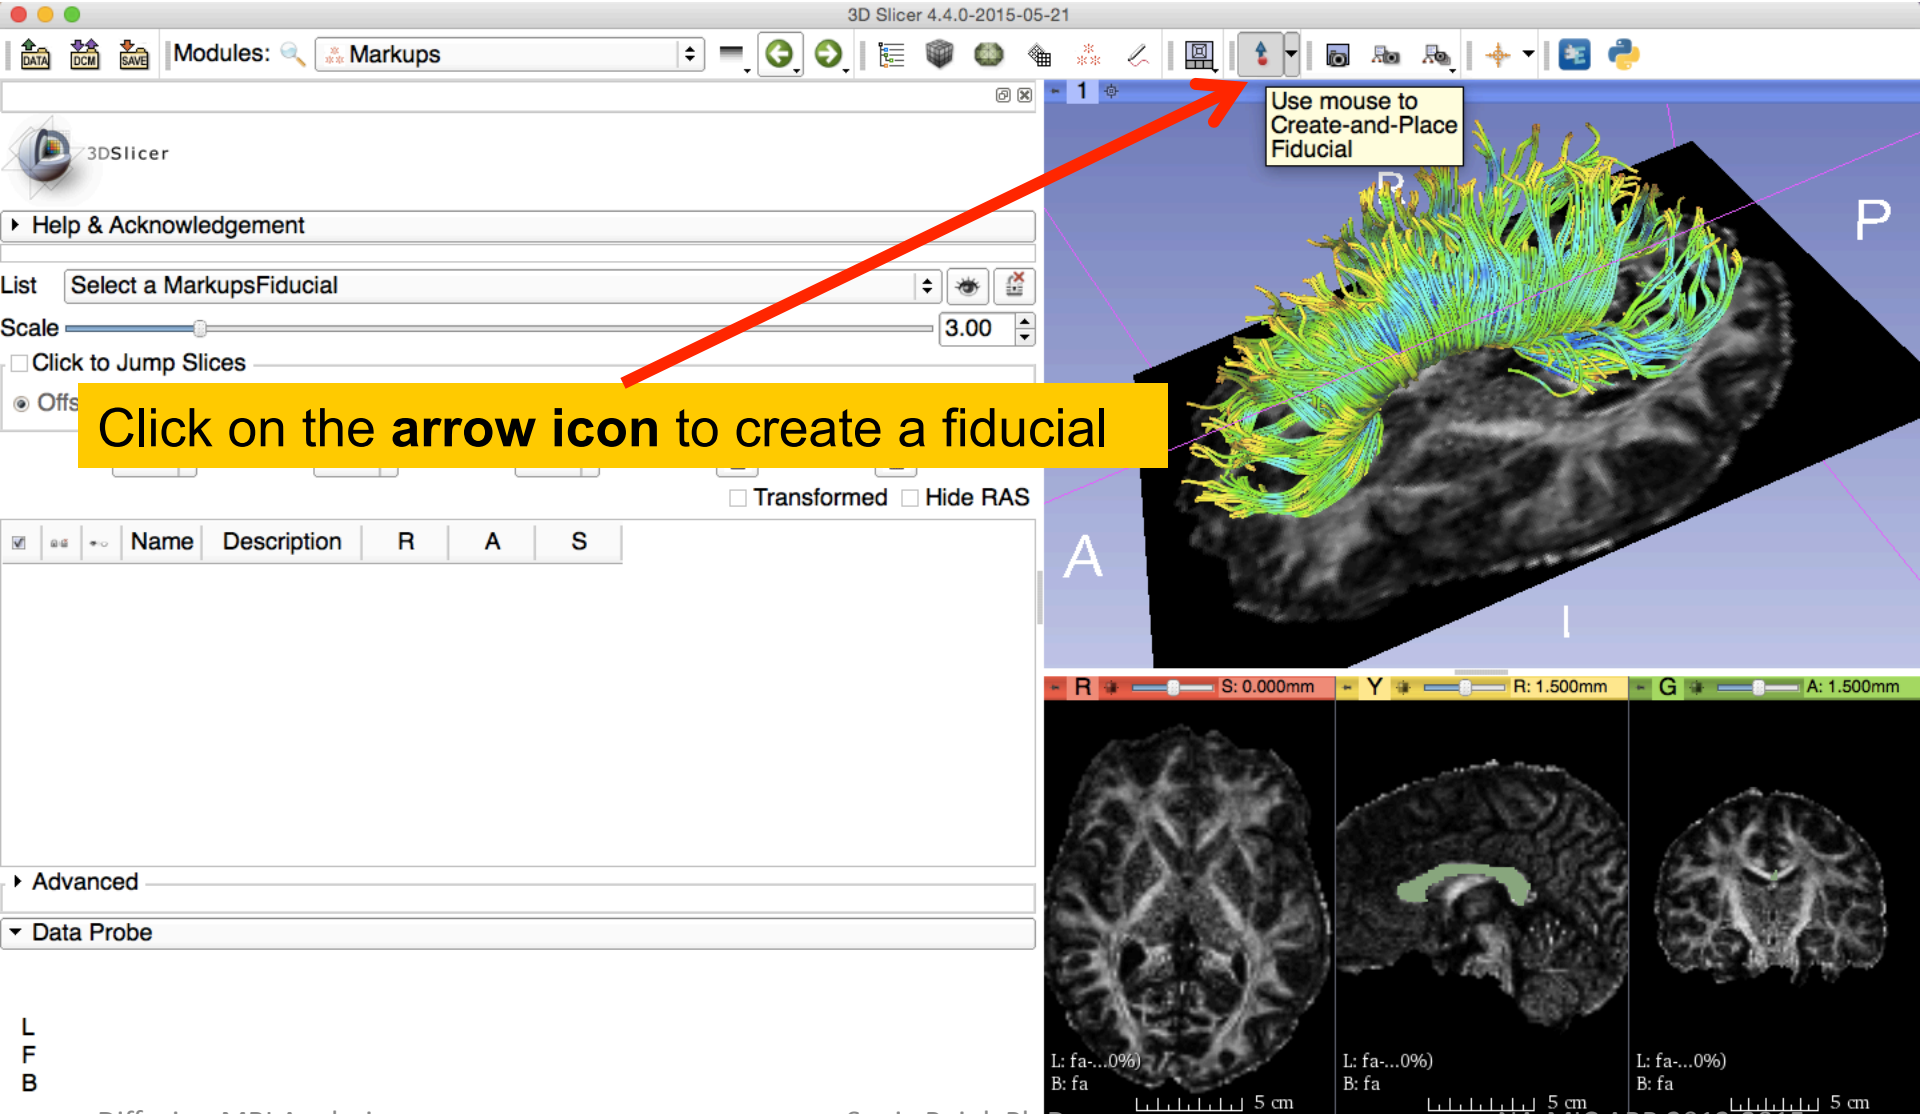 3D Slicer 4.4.0-2015-05-21
DATA DCM SAVE Modules: Markups
1
Use mouse to
Create-and-Place
Fiducial
3DSlicer
Help & Acknowledgement
List Select a MarkupsFiducial
Scale 3.00
Click to Jump Slices
Offs
Click on the arrow icon to create a fiducial
Transformed Hide RAS
Name Description R A S
Advanced
Data Probe
L
F
B
R
P
A
I
R S: 0.000mm
Y R: 1.500mm
G A: 1.500mm
L: fa-...0%)
B: fa
5 cm
L: fa-...0%)
B: fa
5 cm
L: fa-...0%)
B: fa
5 cm